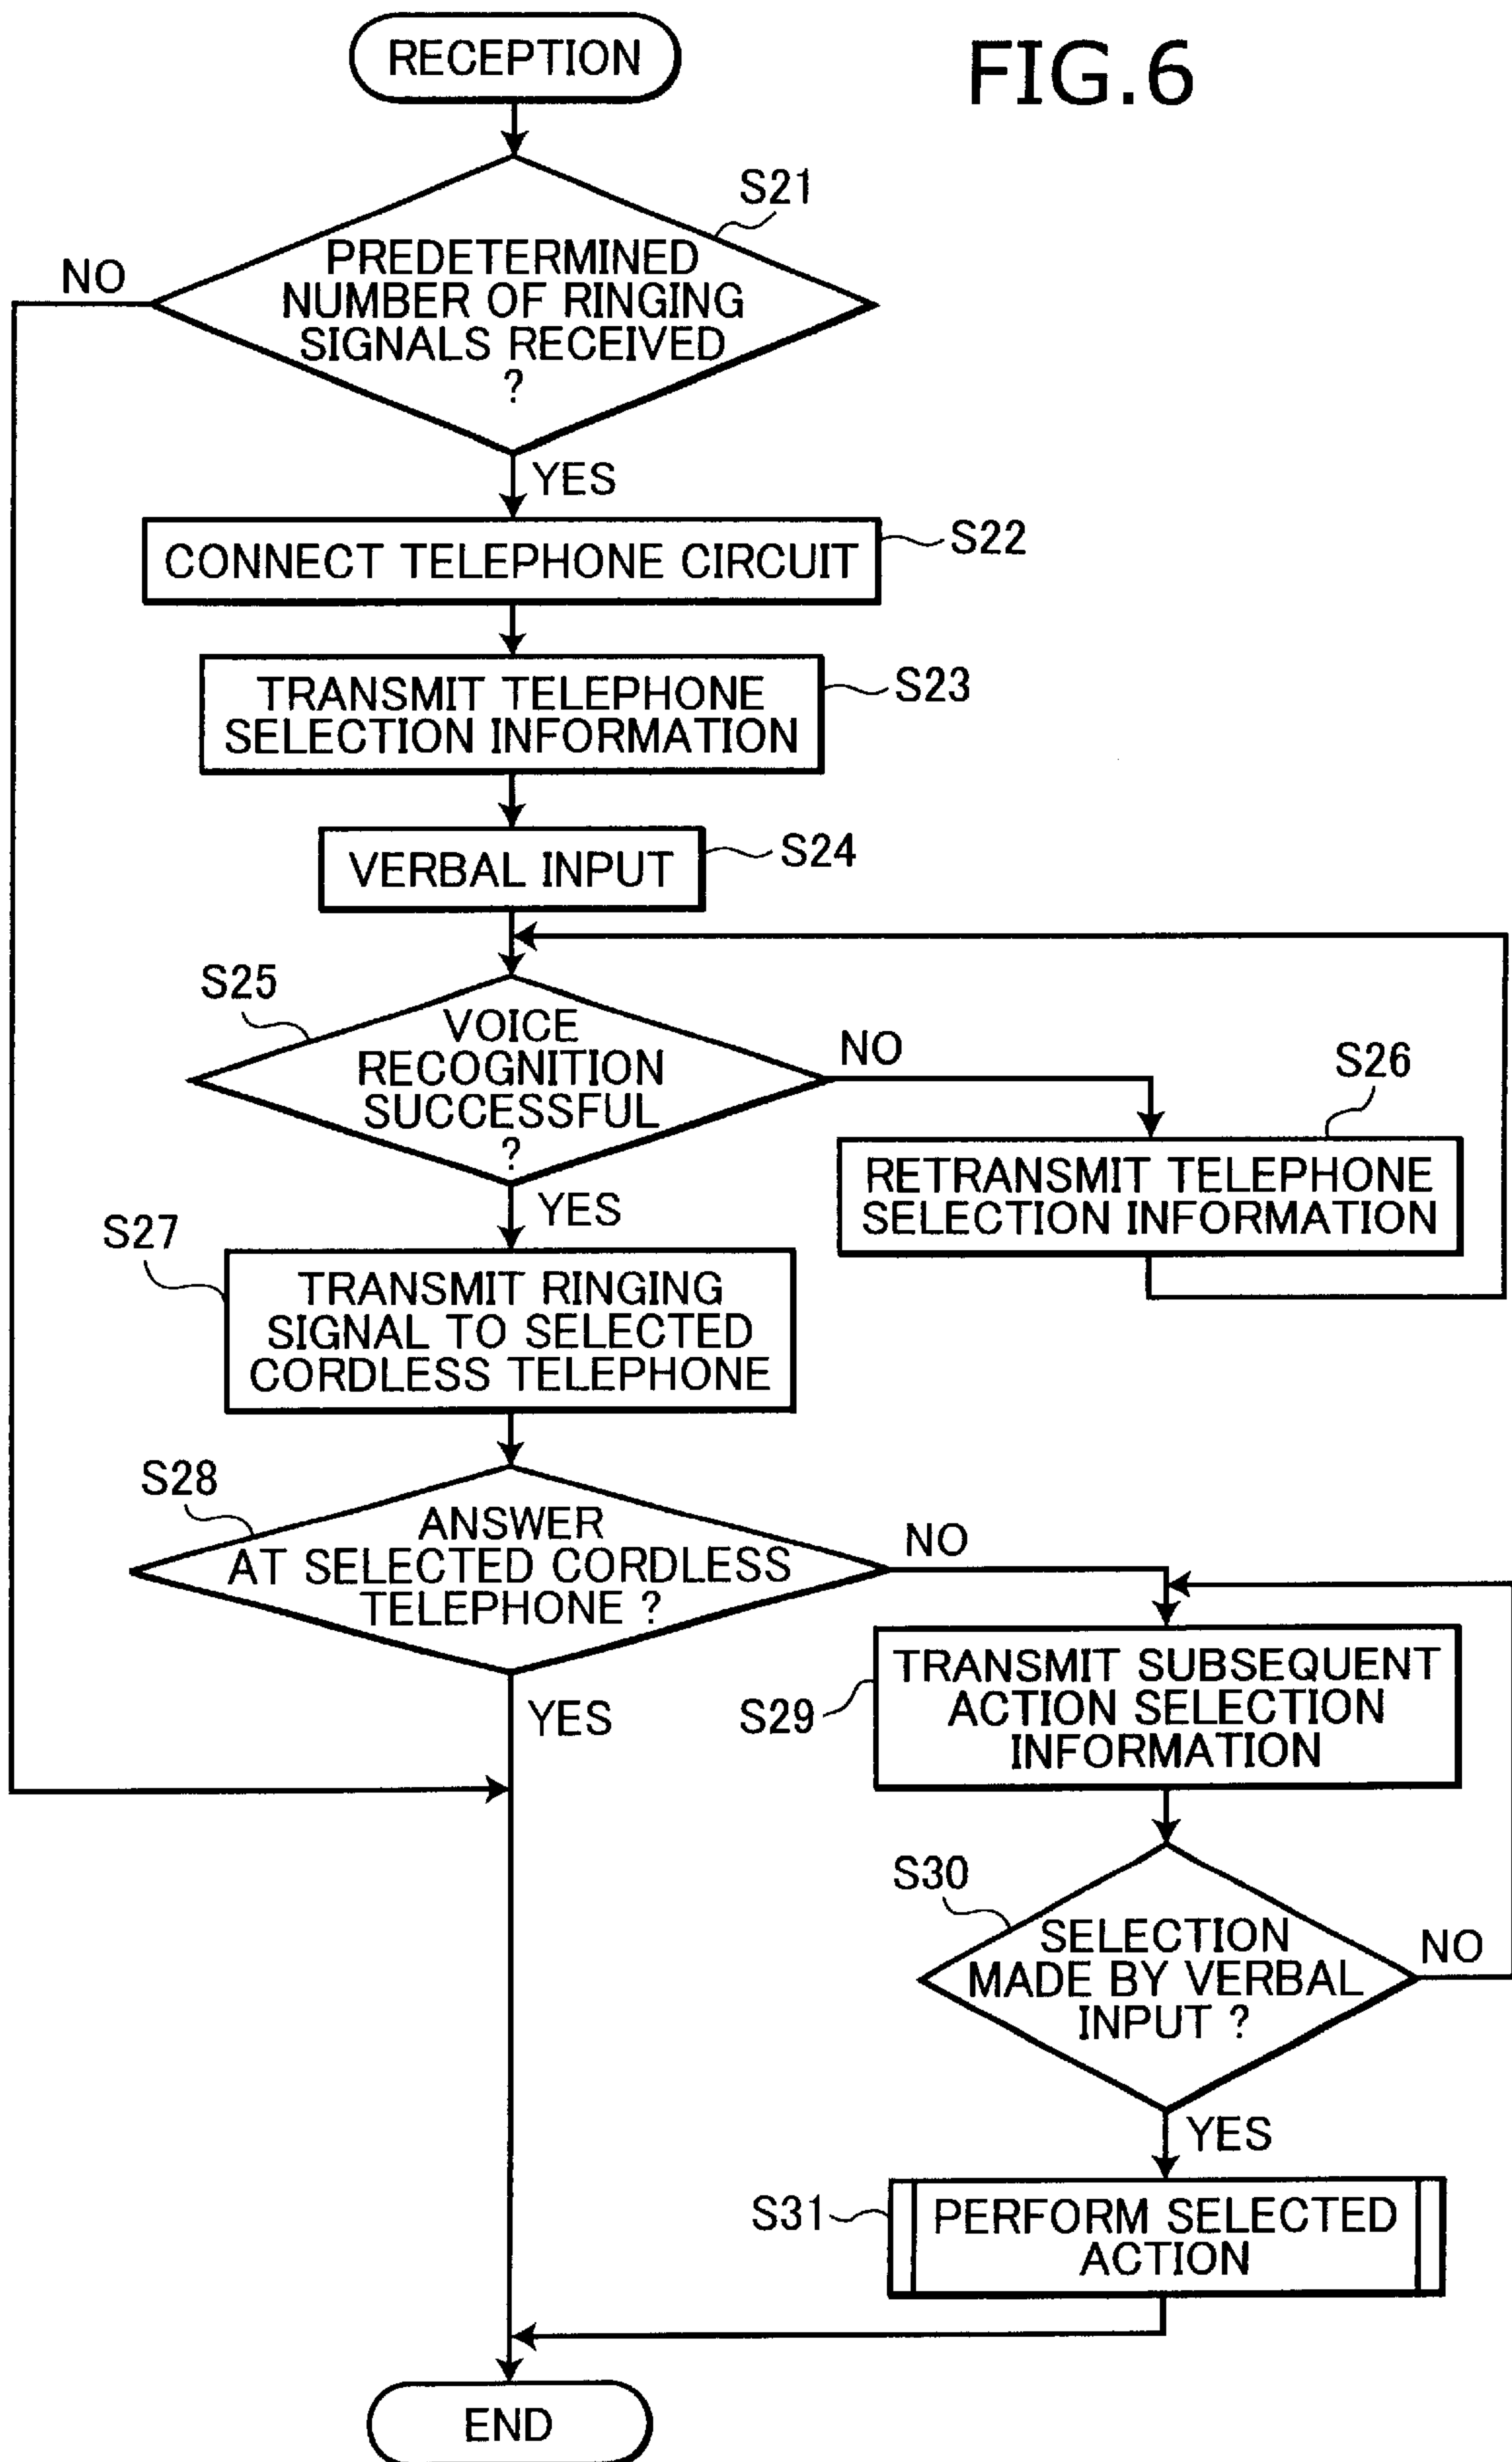 FIG.6
RECEPTION
S21
PREDETERMINED
NUMBER OF RINGING
SIGNALS RECEIVED
?
NO
YES
CONNECT TELEPHONE CIRCUIT
S22
TRANSMIT TELEPHONE
SELECTION INFORMATION
S23
VERBAL INPUT
S24
S25
VOICE
RECOGNITION
SUCCESSFUL
?
NO
S26
RETRANSMIT TELEPHONE
SELECTION INFORMATION
YES
S27
TRANSMIT RINGING
SIGNAL TO SELECTED
CORDLESS TELEPHONE
S28
ANSWER
AT SELECTED CORDLESS
TELEPHONE ?
NO
YES
S29
TRANSMIT SUBSEQUENT
ACTION SELECTION
INFORMATION
S30
SELECTION
MADE BY VERBAL
INPUT ?
NO
YES
S31
PERFORM SELECTED
ACTION
END